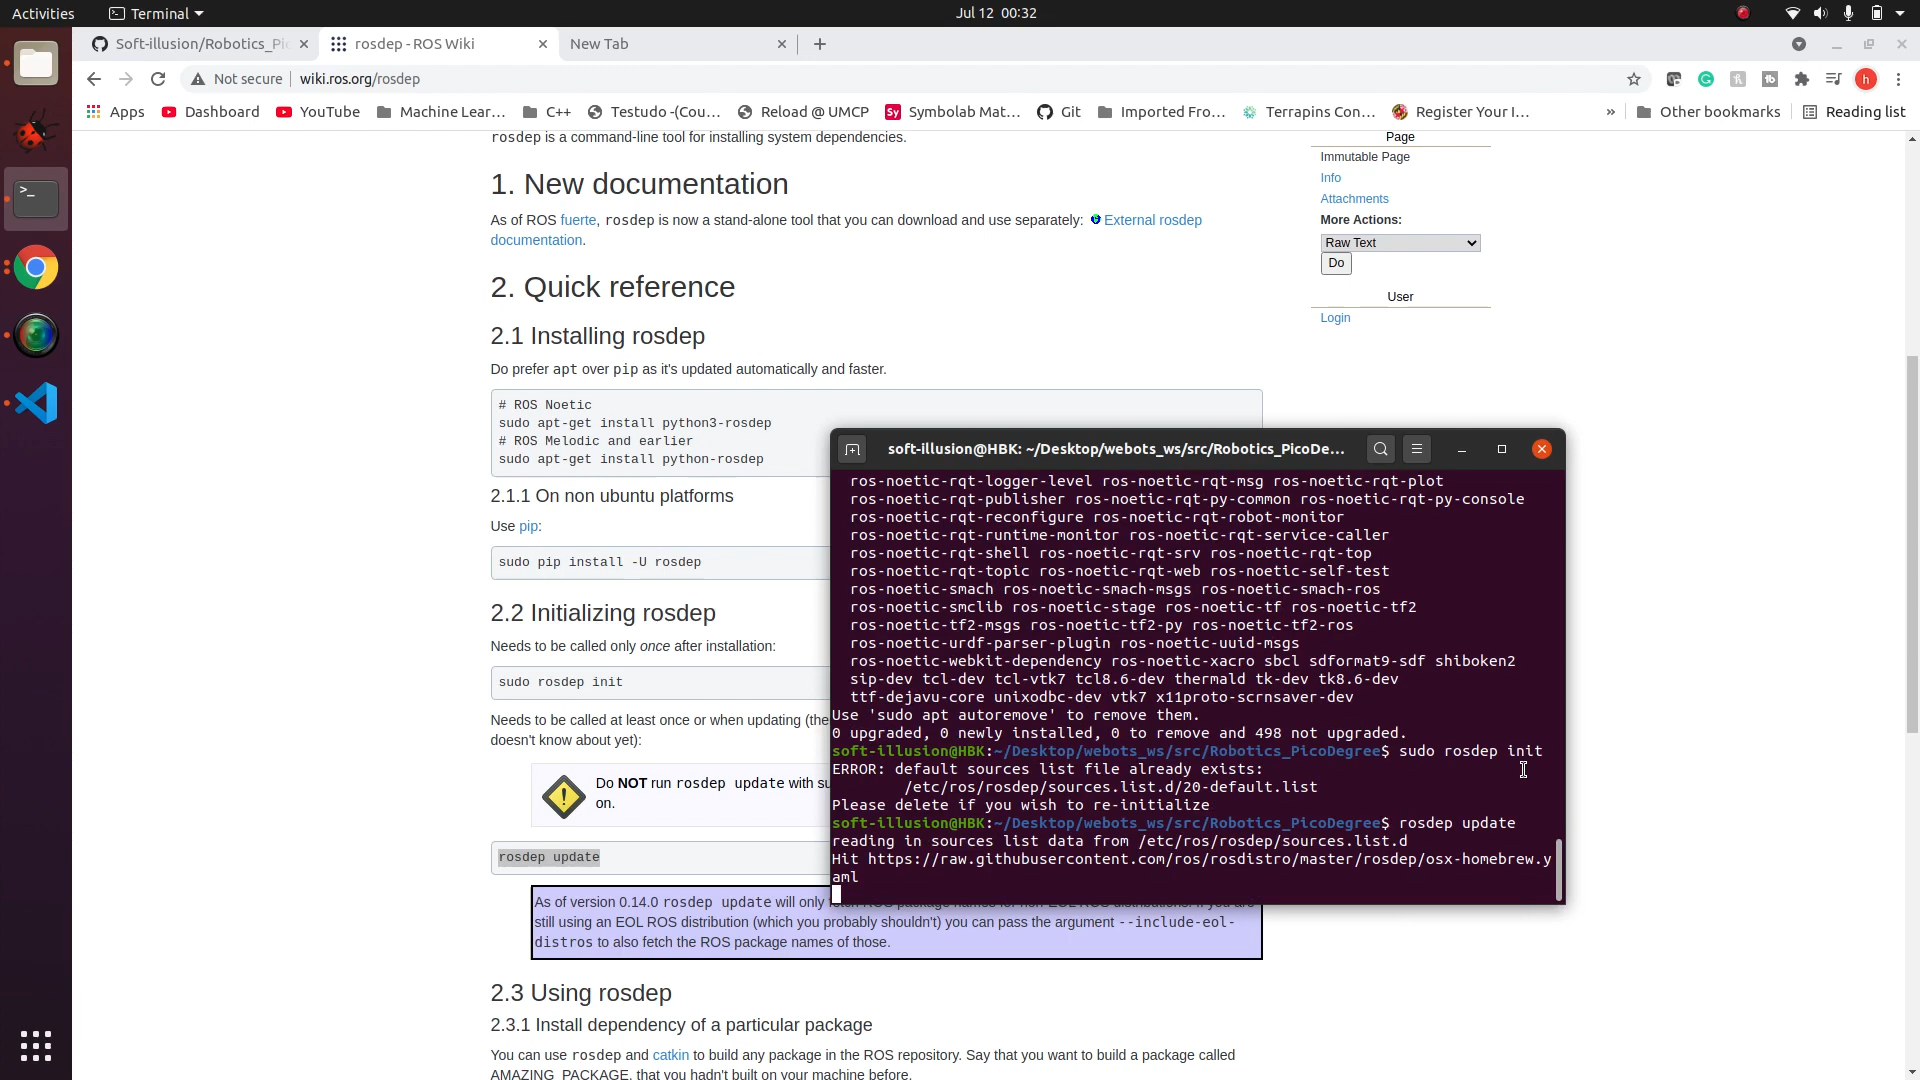 Activities
Terminal
Jul 12 00:32
Soft-illusion/Robotics_Pi
rosdep - ROS Wiki
New Tab
Not secure
wiki.ros.org/rosdep
h
Apps
Dashboard
YouTube
Machine Lear...
C++
Testudo -(Cou...
Reload @ UMCP
Sy Symbolab Mat...
Git
Imported Fro...
Terrapins Con...
Register Your I...
»
Other bookmarks
Reading list
rosdep is a command-line tool for installing system dependencies.
1. New documentation
As of ROS fuerte, rosdep is now a stand-alone tool that you can download and use separately: External rosdep
documentation.
2. Quick reference
2.1 Installing rosdep
Do prefer apt over pip as it's updated automatically and faster.
# ROS Noetic
sudo apt-get install python3-rosdep
# ROS Melodic and earlier
sudo apt-get install python-rosdep
2.1.1 On non ubuntu platforms
Use pip:
sudo pip install -U rosdep
2.2 Initializing rosdep
Needs to be called only once after installation:
sudo rosdep init
Needs to be called at least once or when updating (the
doesn't know about yet):
Do NOT run rosdep update with su
on.
rosdep update
As of version 0.14.0 rosdep update will only
still using an EOL ROS distribution (which you probably shouldn't) you can pass the argument --include-eol-
distros to also fetch the ROS package names of those.
2.3 Using rosdep
2.3.1 Install dependency of a particular package
You can use rosdep and catkin to build any package in the ROS repository. Say that you want to build a package called
AMAZING_PACKAGE, that you hadn't built on your machine before.
Page
Immutable Page
Info
Attachments
More Actions:
Raw Text
Do
User
Login
soft-illusion@HBK: ~/Desktop/webots_ws/src/Robotics_PicoDe...
ros-noetic-rqt-logger-level ros-noetic-rqt-msg ros-noetic-rqt-plot
ros-noetic-rqt-publisher ros-noetic-rqt-py-common ros-noetic-rqt-py-console
ros-noetic-rqt-reconfigure ros-noetic-rqt-robot-monitor
ros-noetic-rqt-runtime-monitor ros-noetic-rqt-service-caller
ros-noetic-rqt-shell ros-noetic-rqt-srv ros-noetic-rqt-top
ros-noetic-rqt-topic ros-noetic-rqt-web ros-noetic-self-test
ros-noetic-smach ros-noetic-smach-msgs ros-noetic-smach-ros
ros-noetic-smclib ros-noetic-stage ros-noetic-tf ros-noetic-tf2
ros-noetic-tf2-msgs ros-noetic-tf2-py ros-noetic-tf2-ros
ros-noetic-urdf-parser-plugin ros-noetic-uuid-msgs
ros-noetic-webkit-dependency ros-noetic-xacro sbcl sdformat9-sdf shiboken2
sip-dev tcl-dev tcl-vtk7 tcl8.6-dev thermald tk-dev tk8.6-dev
ttf-dejavu-core unixodbc-dev vtk7 x11proto-scrnsaver-dev
Use 'sudo apt autoremove' to remove them.
0 upgraded, 0 newly installed, 0 to remove and 498 not upgraded.
soft-illusion@HBK:~/Desktop/webots_ws/src/Robotics_PicoDegree$ sudo rosdep init
ERROR: default sources list file already exists:
/etc/ros/rosdep/sources.list.d/20-default.list
Please delete if you wish to re-initialize
soft-illusion@HBK:~/Desktop/webots_ws/src/Robotics_PicoDegree$ rosdep update
reading in sources list data from /etc/ros/rosdep/sources.list.d
Hit https://raw.githubusercontent.com/ros/rosdistro/master/rosdep/osx-homebrew.y
aml